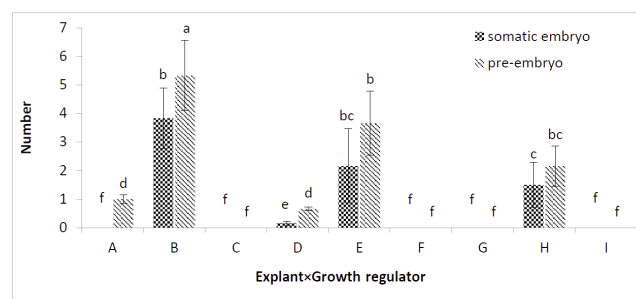 7
6
5
4
3
2
1
0
Number
somatic embryo
pre-embryo
f d
b a
f f
e d
bc b
f f
f f
c bc
f f
A B C D E F G H I
Explant×Growth regulator